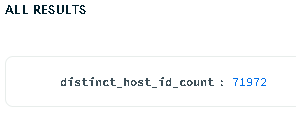 ALL RESULTS
distinct_host_id_count : 71972